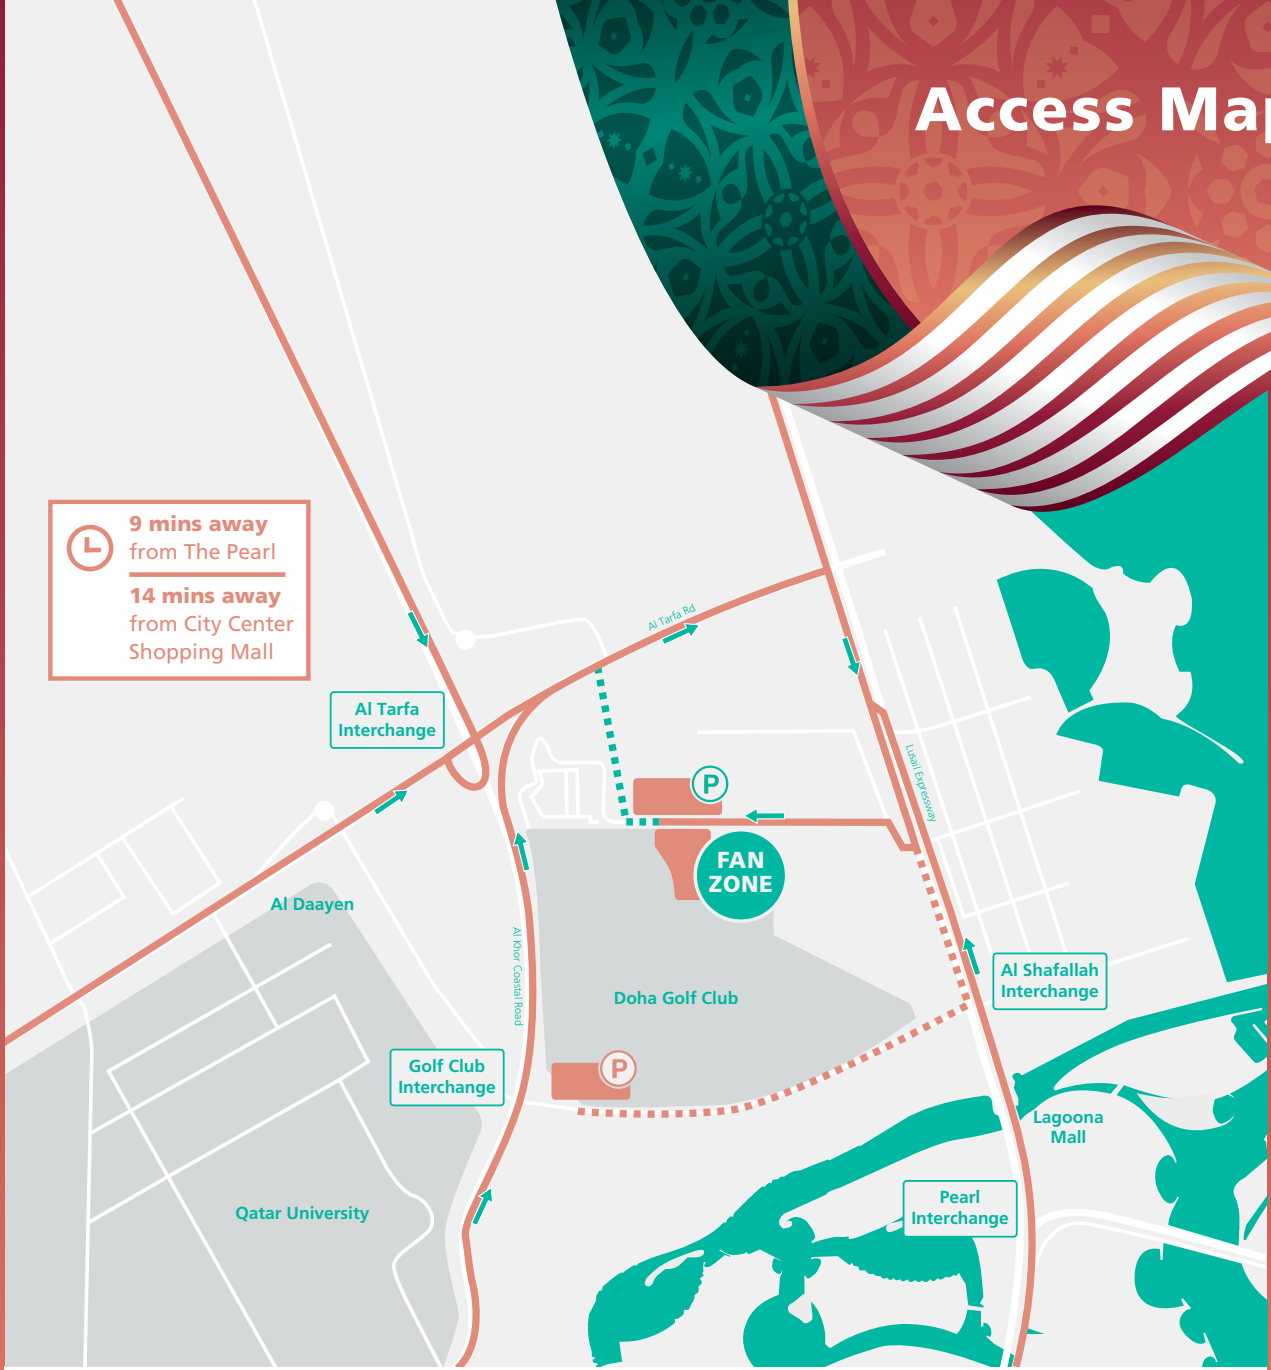 Access Ma
9 mins away
from The Pearl
14 mins away
from City Center
Shopping Mall
Al Tarfa Rd
Al Tarfa
Interchange
Lusail Expressway
P
FAN
ZONE
Al Daayen
Al Khor Coastal Road
Al Shafallah
Interchange
Doha Golf Club
Golf Club
Interchange
P
Lagoona
Mall
Pearl
Interchange
Qatar University